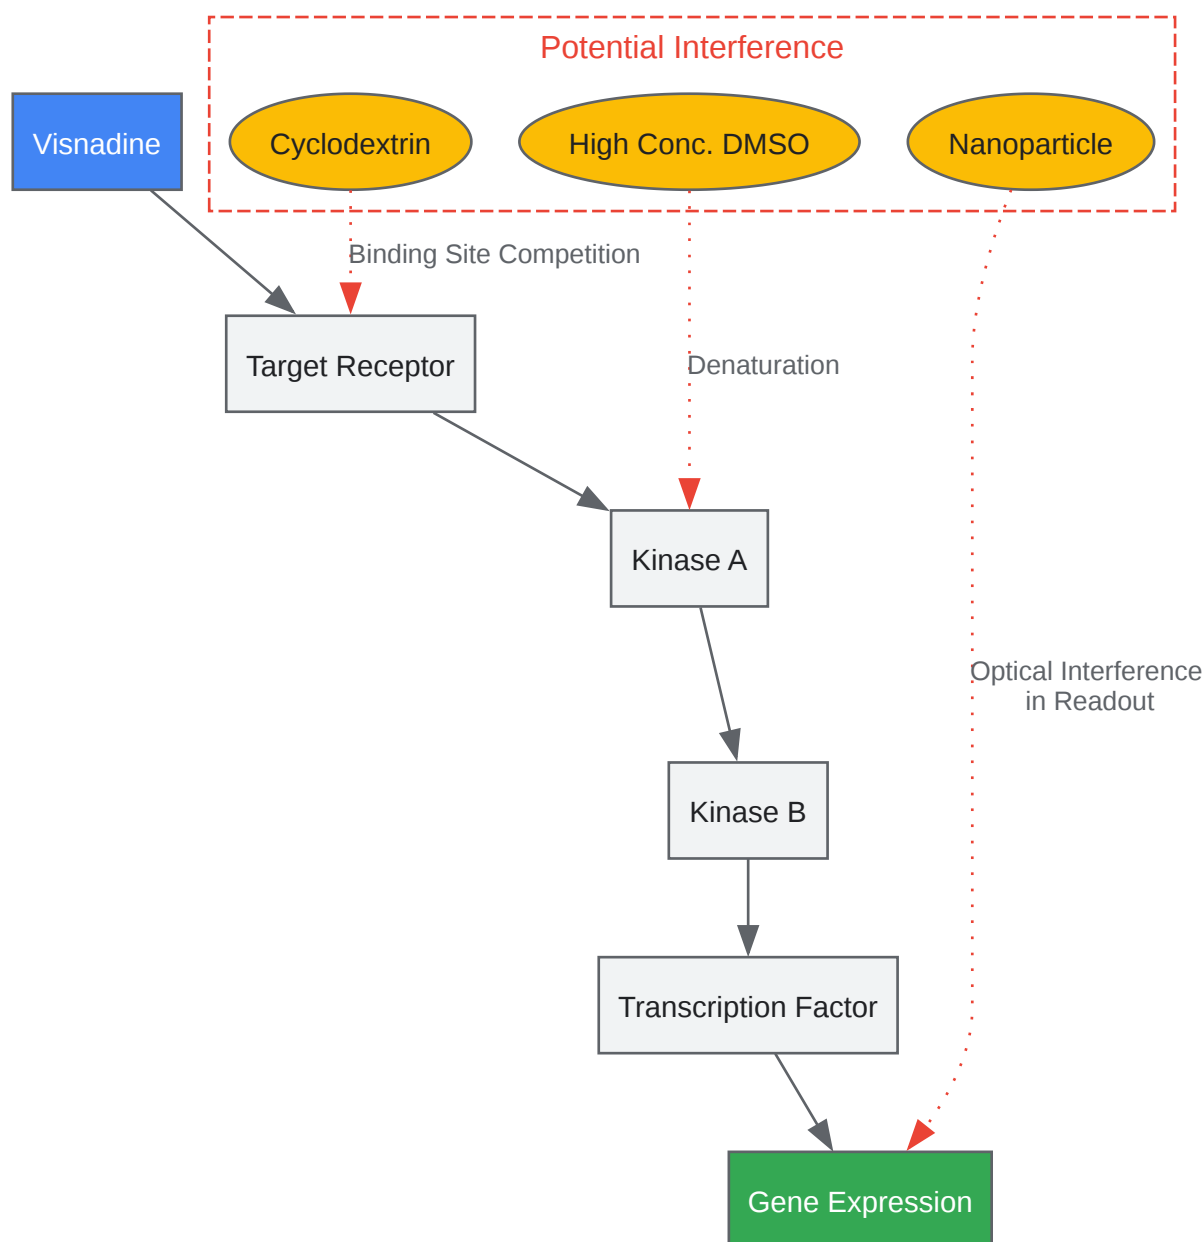 Potential Interference
Visnadine
Cyclodextrin
High Conc. DMSO
Nanoparticle
Binding Site Competition
Target Receptor
Denaturation
Kinase A
Optical Interference
in Readout
Kinase B
Transcription Factor
Gene Expression